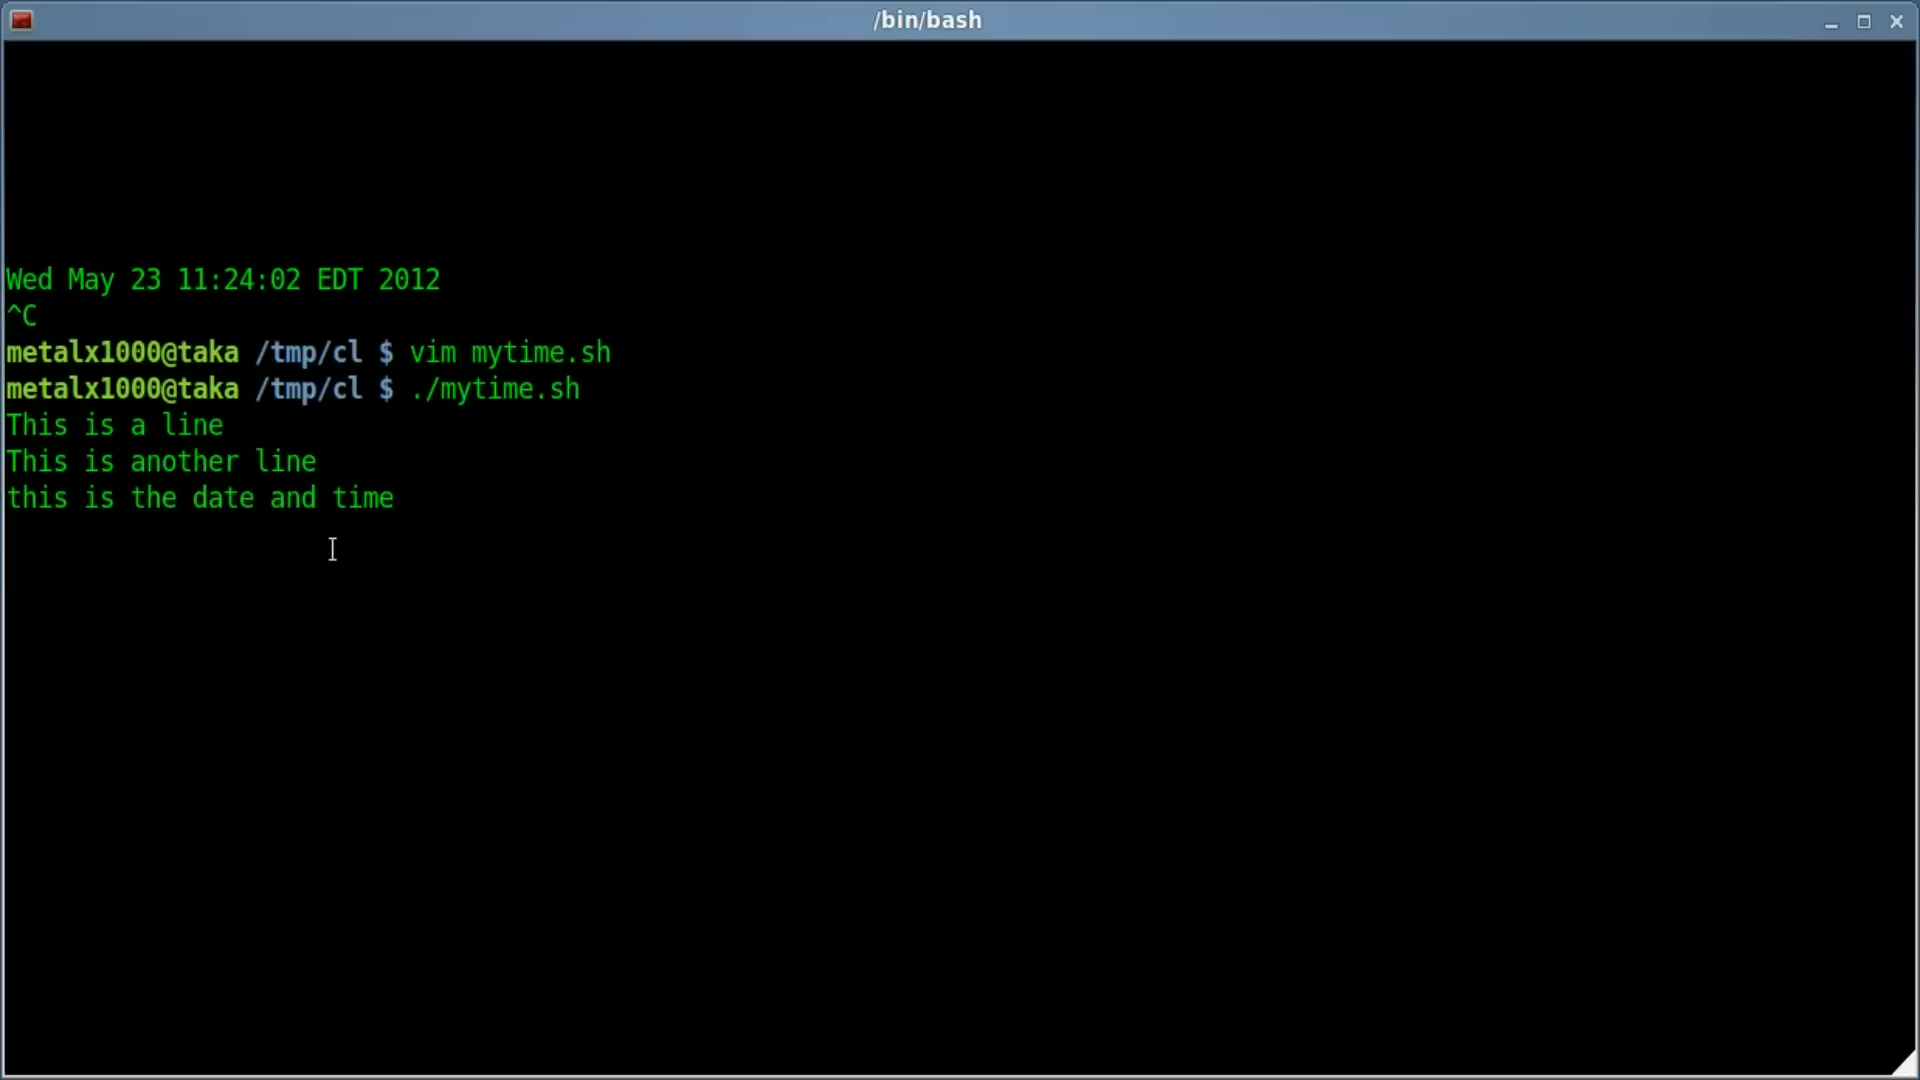 /bin/bash
Wed May 23 11:24:02 EDT 2012
^C
metalx1000@taka /tmp/cl $ vim mytime.sh
metalx1000@taka /tmp/cl $ ./mytime.sh
This is a line
This is another line
this is the date and time